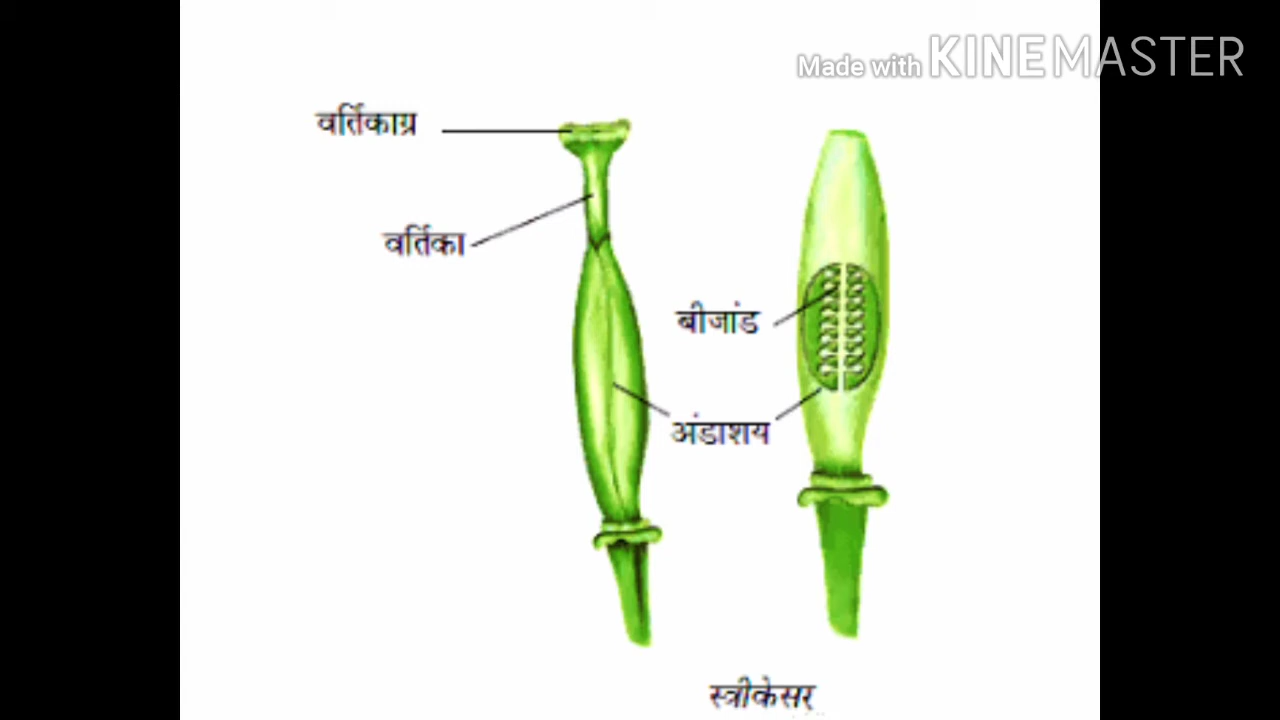 Made with KINEMASTER
वर्तिकाग्र
वर्तिका
बीजांड
अंडाशय
स्त्रीकेसर